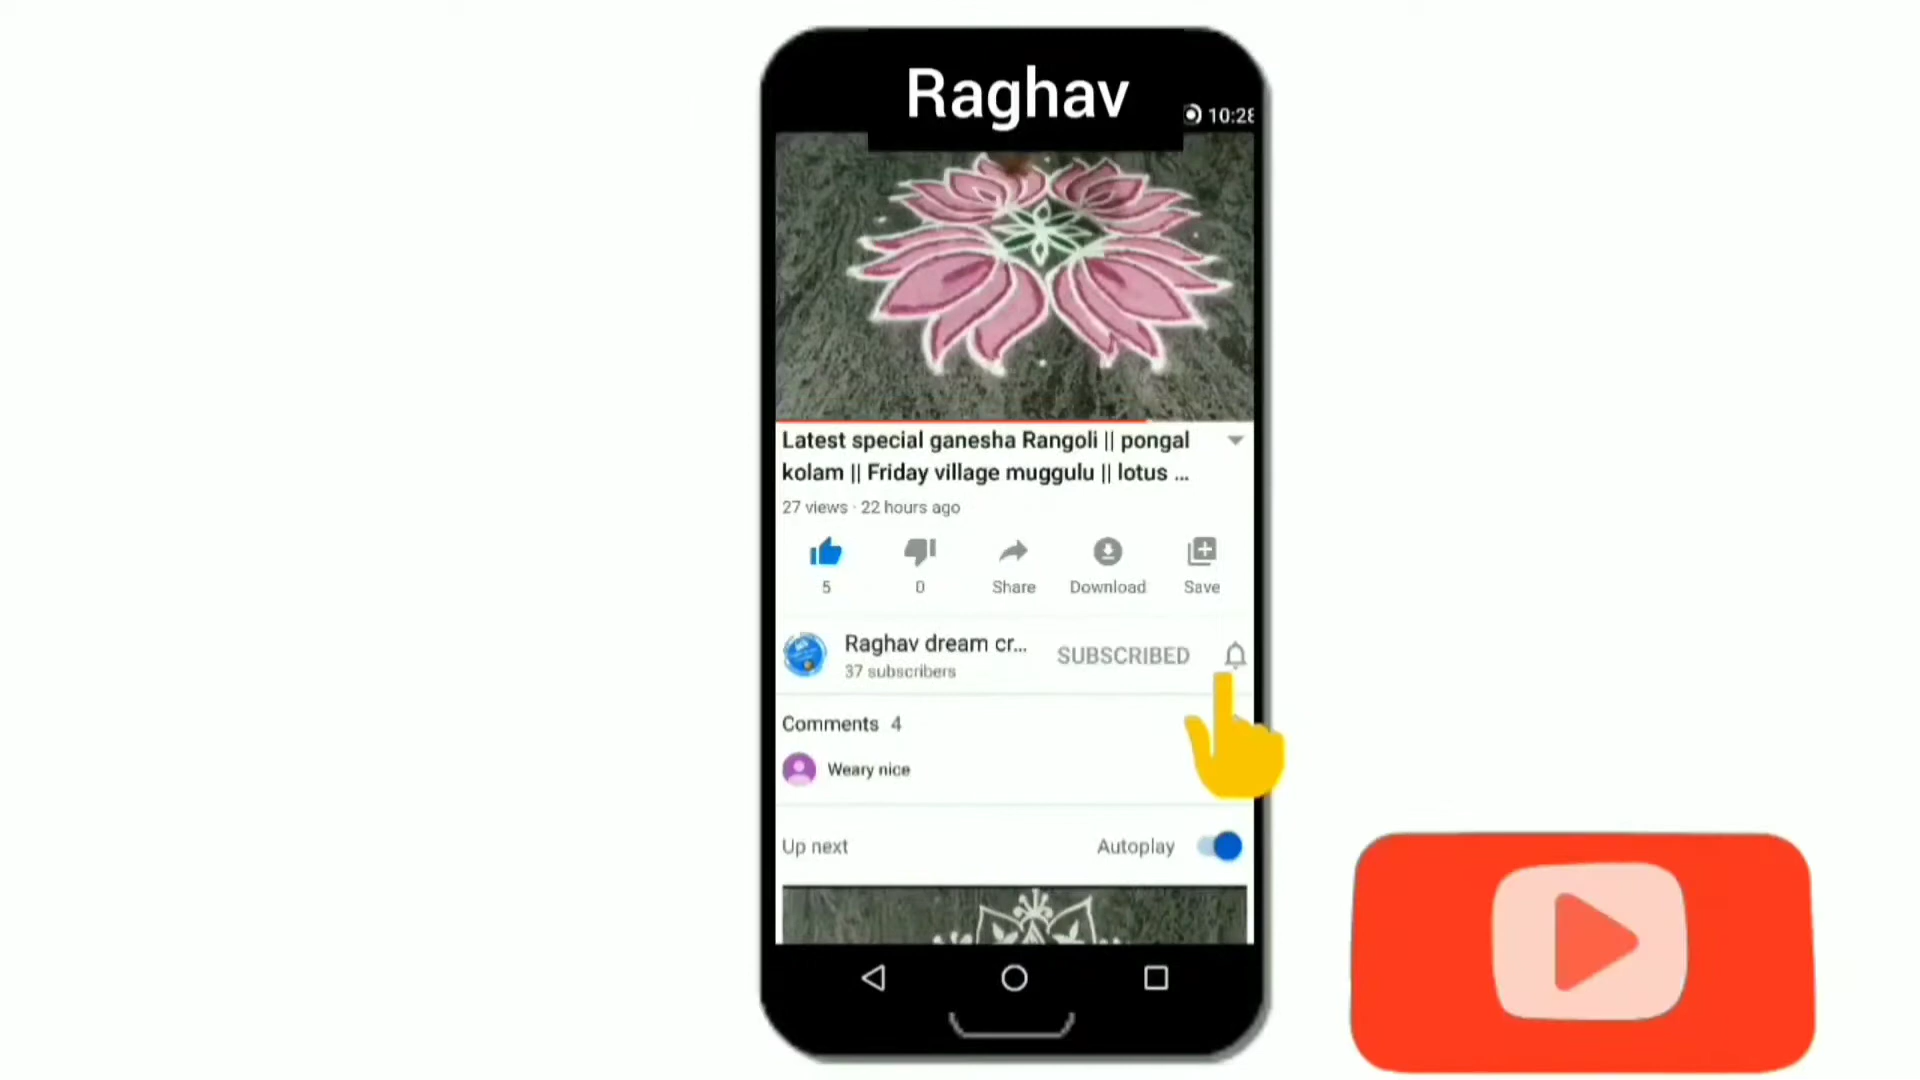 Raghav
10:28
Latest special ganesha Rangoli || pongal
kolam || Friday village muggulu || lotus ...
27 views · 22 hours ago
5
0
Share
Download
Save
Raghav dream cr...
SUBSCRIBED
37 subscribers
Comments 4
Weary nice
Up next
Autoplay